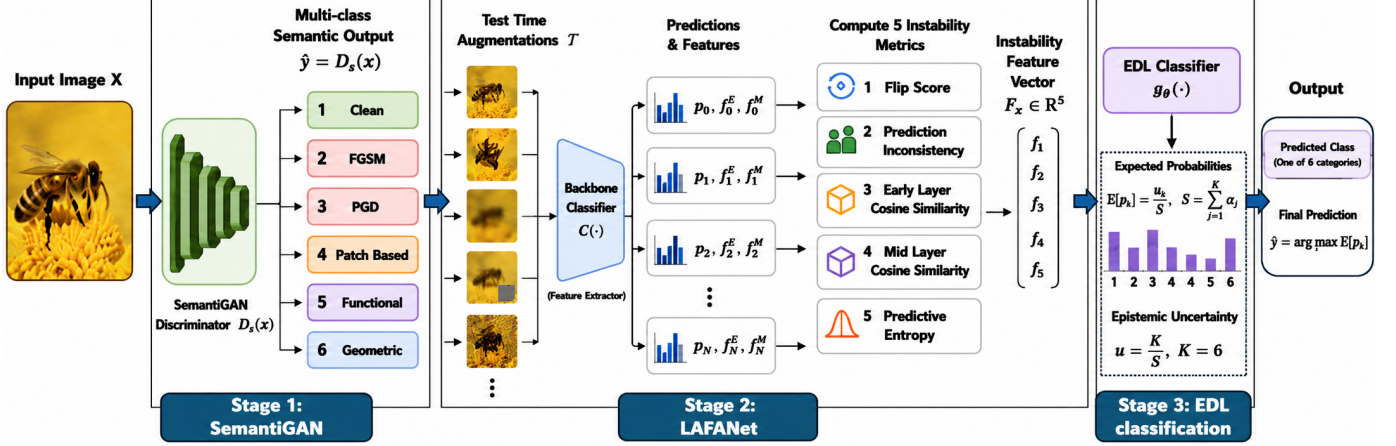 Input Image X
Multi-class
Semantic Output
ŷ = D_s(x)
SemantiGAN
Discriminator D_s(x)
1 Clean
2 FGSM
3 PGD
4 Patch Based
5 Functional
6 Geometric
Stage 1:
SemantiGAN
Test Time
Augmentations T
⋮
Backbone
Classifier
C(·)
(Feature Extractor)
Predictions
& Features
p_0, f_0^E, f_0^M
p_1, f_1^E, f_1^M
p_2, f_2^E, f_2^M
⋮
p_N, f_N^E, f_N^M
Compute 5 Instability
Metrics
1 Flip Score
2 Prediction
Inconsistency
3 Early Layer
Cosine Similiarity
4 Mid Layer
Cosine Similarity
5 Predictive
Entropy
Instability
Feature
Vector
F_x ∈ R^5
f_1
f_2
f_3
f_4
f_5
Stage 2:
LAFANet
EDL Classifier
g_θ(·)
Expected Probabilities
E[p_k] = u_k/S, S = ∑_{j=1}^{K} α_j
1 2 3 4 4 5 6
Epistemic Uncertainty
u = K/S, K = 6
Stage 3: EDL
classification
Output
Predicted Class
(One of 6 categories)
Final Prediction
ŷ = arg max E[p_k]